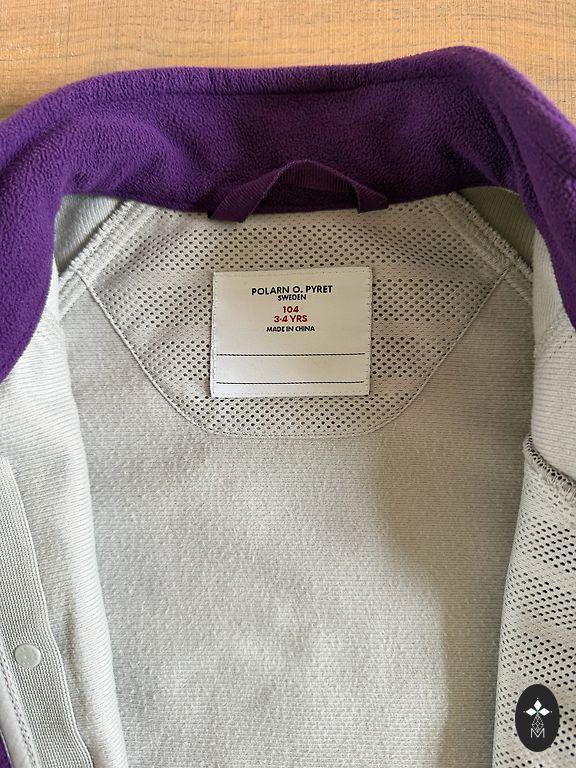 POLARN O. PYRET
SWEDEN
104
3-4 YRS
MADE IN CHINA